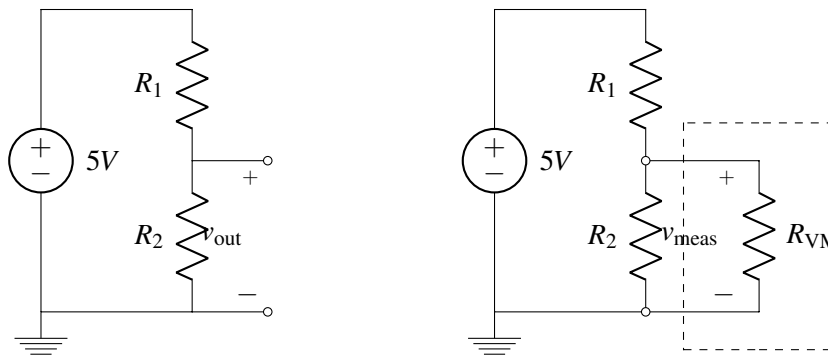 R1
+
−
5V
+
R2
vout
−
R1
+
−
5V
+
R2
vmeas
RVM
−